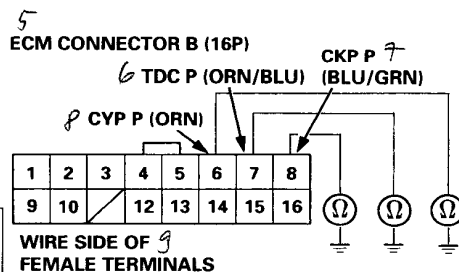 5
ECM CONNECTOR B (16P)
CKP P 7
6 TDC P (ORN/BLU) (BLU/GRN)
8 CYP P (ORN)
1 2 3 4 5 6 7 8
9 10 12 13 14 15 16
Ω Ω Ω
WIRE SIDE OF 9
FEMALE TERMINALS